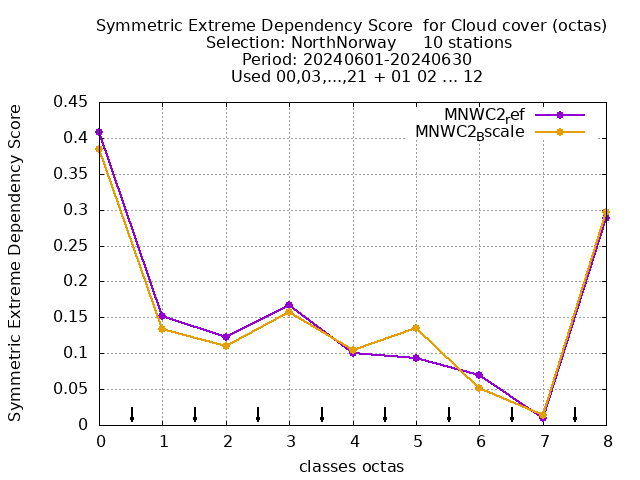 Symmetric Extreme Dependency Score  for Cloud cover (octas)
Selection: NorthNorway     10 stations
Period: 20240601-20240630
Used 00,03,...,21 + 01 02 ... 12
MNWC2ref
MNWC2Bscale
Symmetric Extreme Dependency Score
0.45
0.4
0.35
0.3
0.25
0.2
0.15
0.1
0.05
0
0 1 2 3 4 5 6 7 8
classes octas